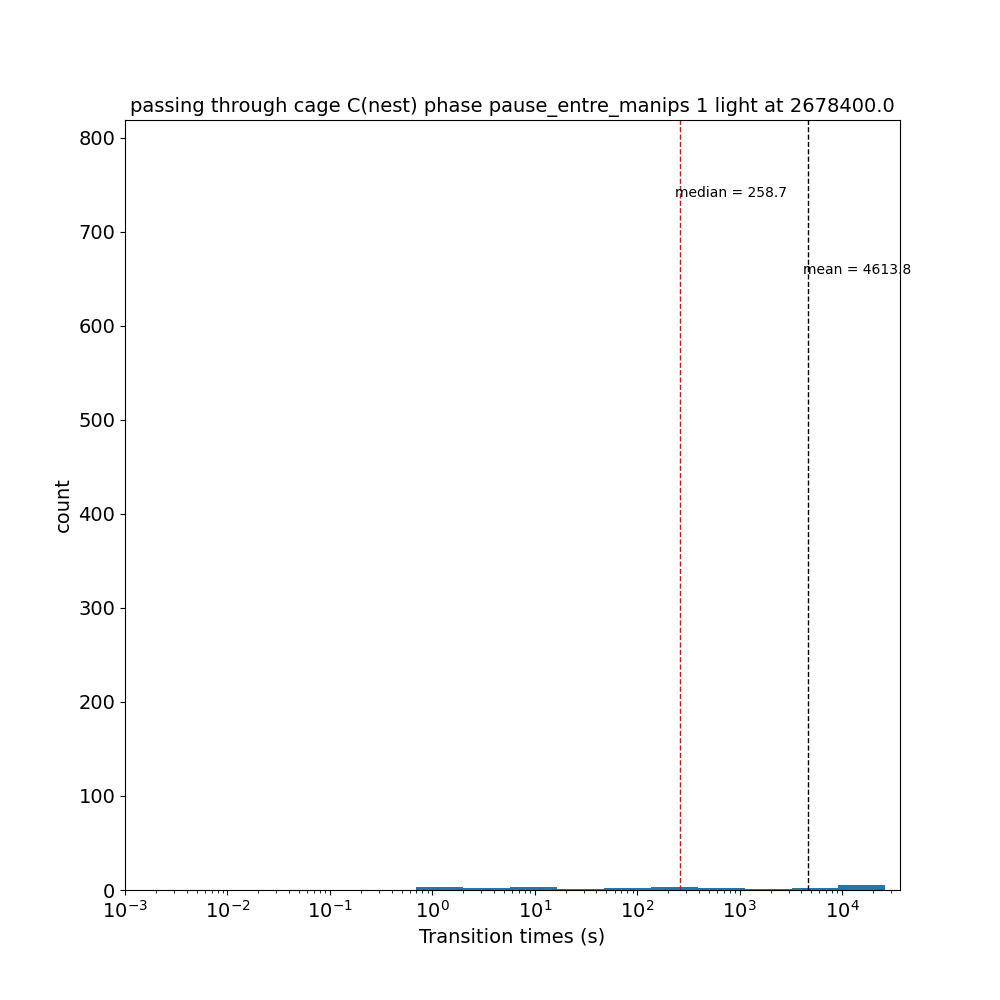 passing through cage C(nest) phase pause_entre_manips 1 light at 2678400.0
800
700
600
500
400
300
200
100
0
count
median = 258.7
mean = 4613.8
10⁻³ 10⁻² 10⁻¹ 10⁰ 10¹ 10² 10³ 10⁴
Transition times (s)